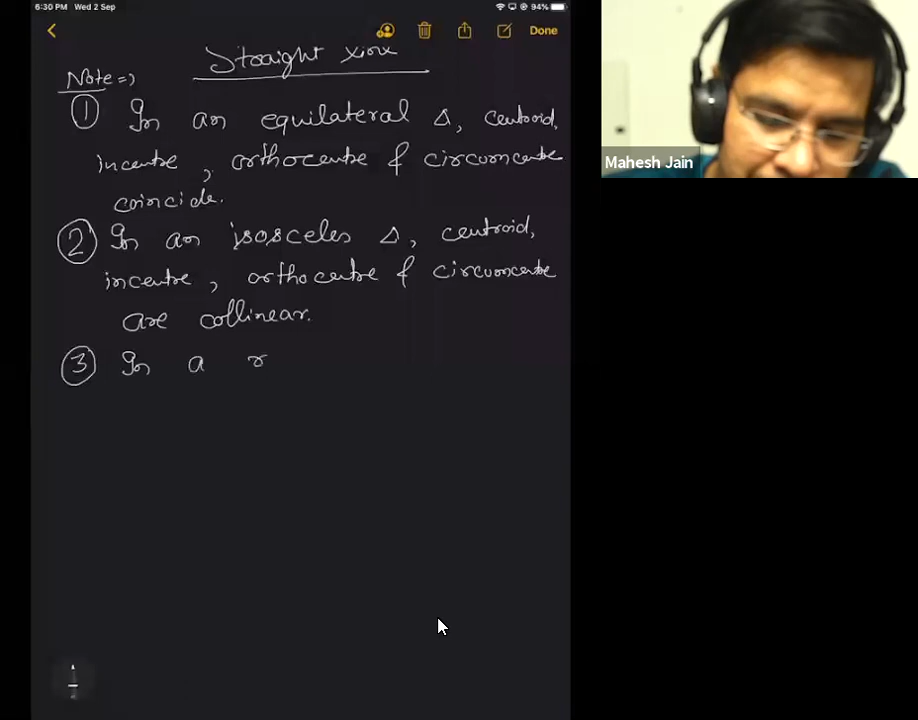 6:30 PM Wed 2 Sep
94%
Done
Straight
Note =>
① In an equilateral Δ, centroid,
incentre, orthocentre & circumcentre
coincide.
② In an isosceles Δ, centroid,
incentre, orthocentre & circumcentre
are collinear.
③ In a r
Mahesh Jain